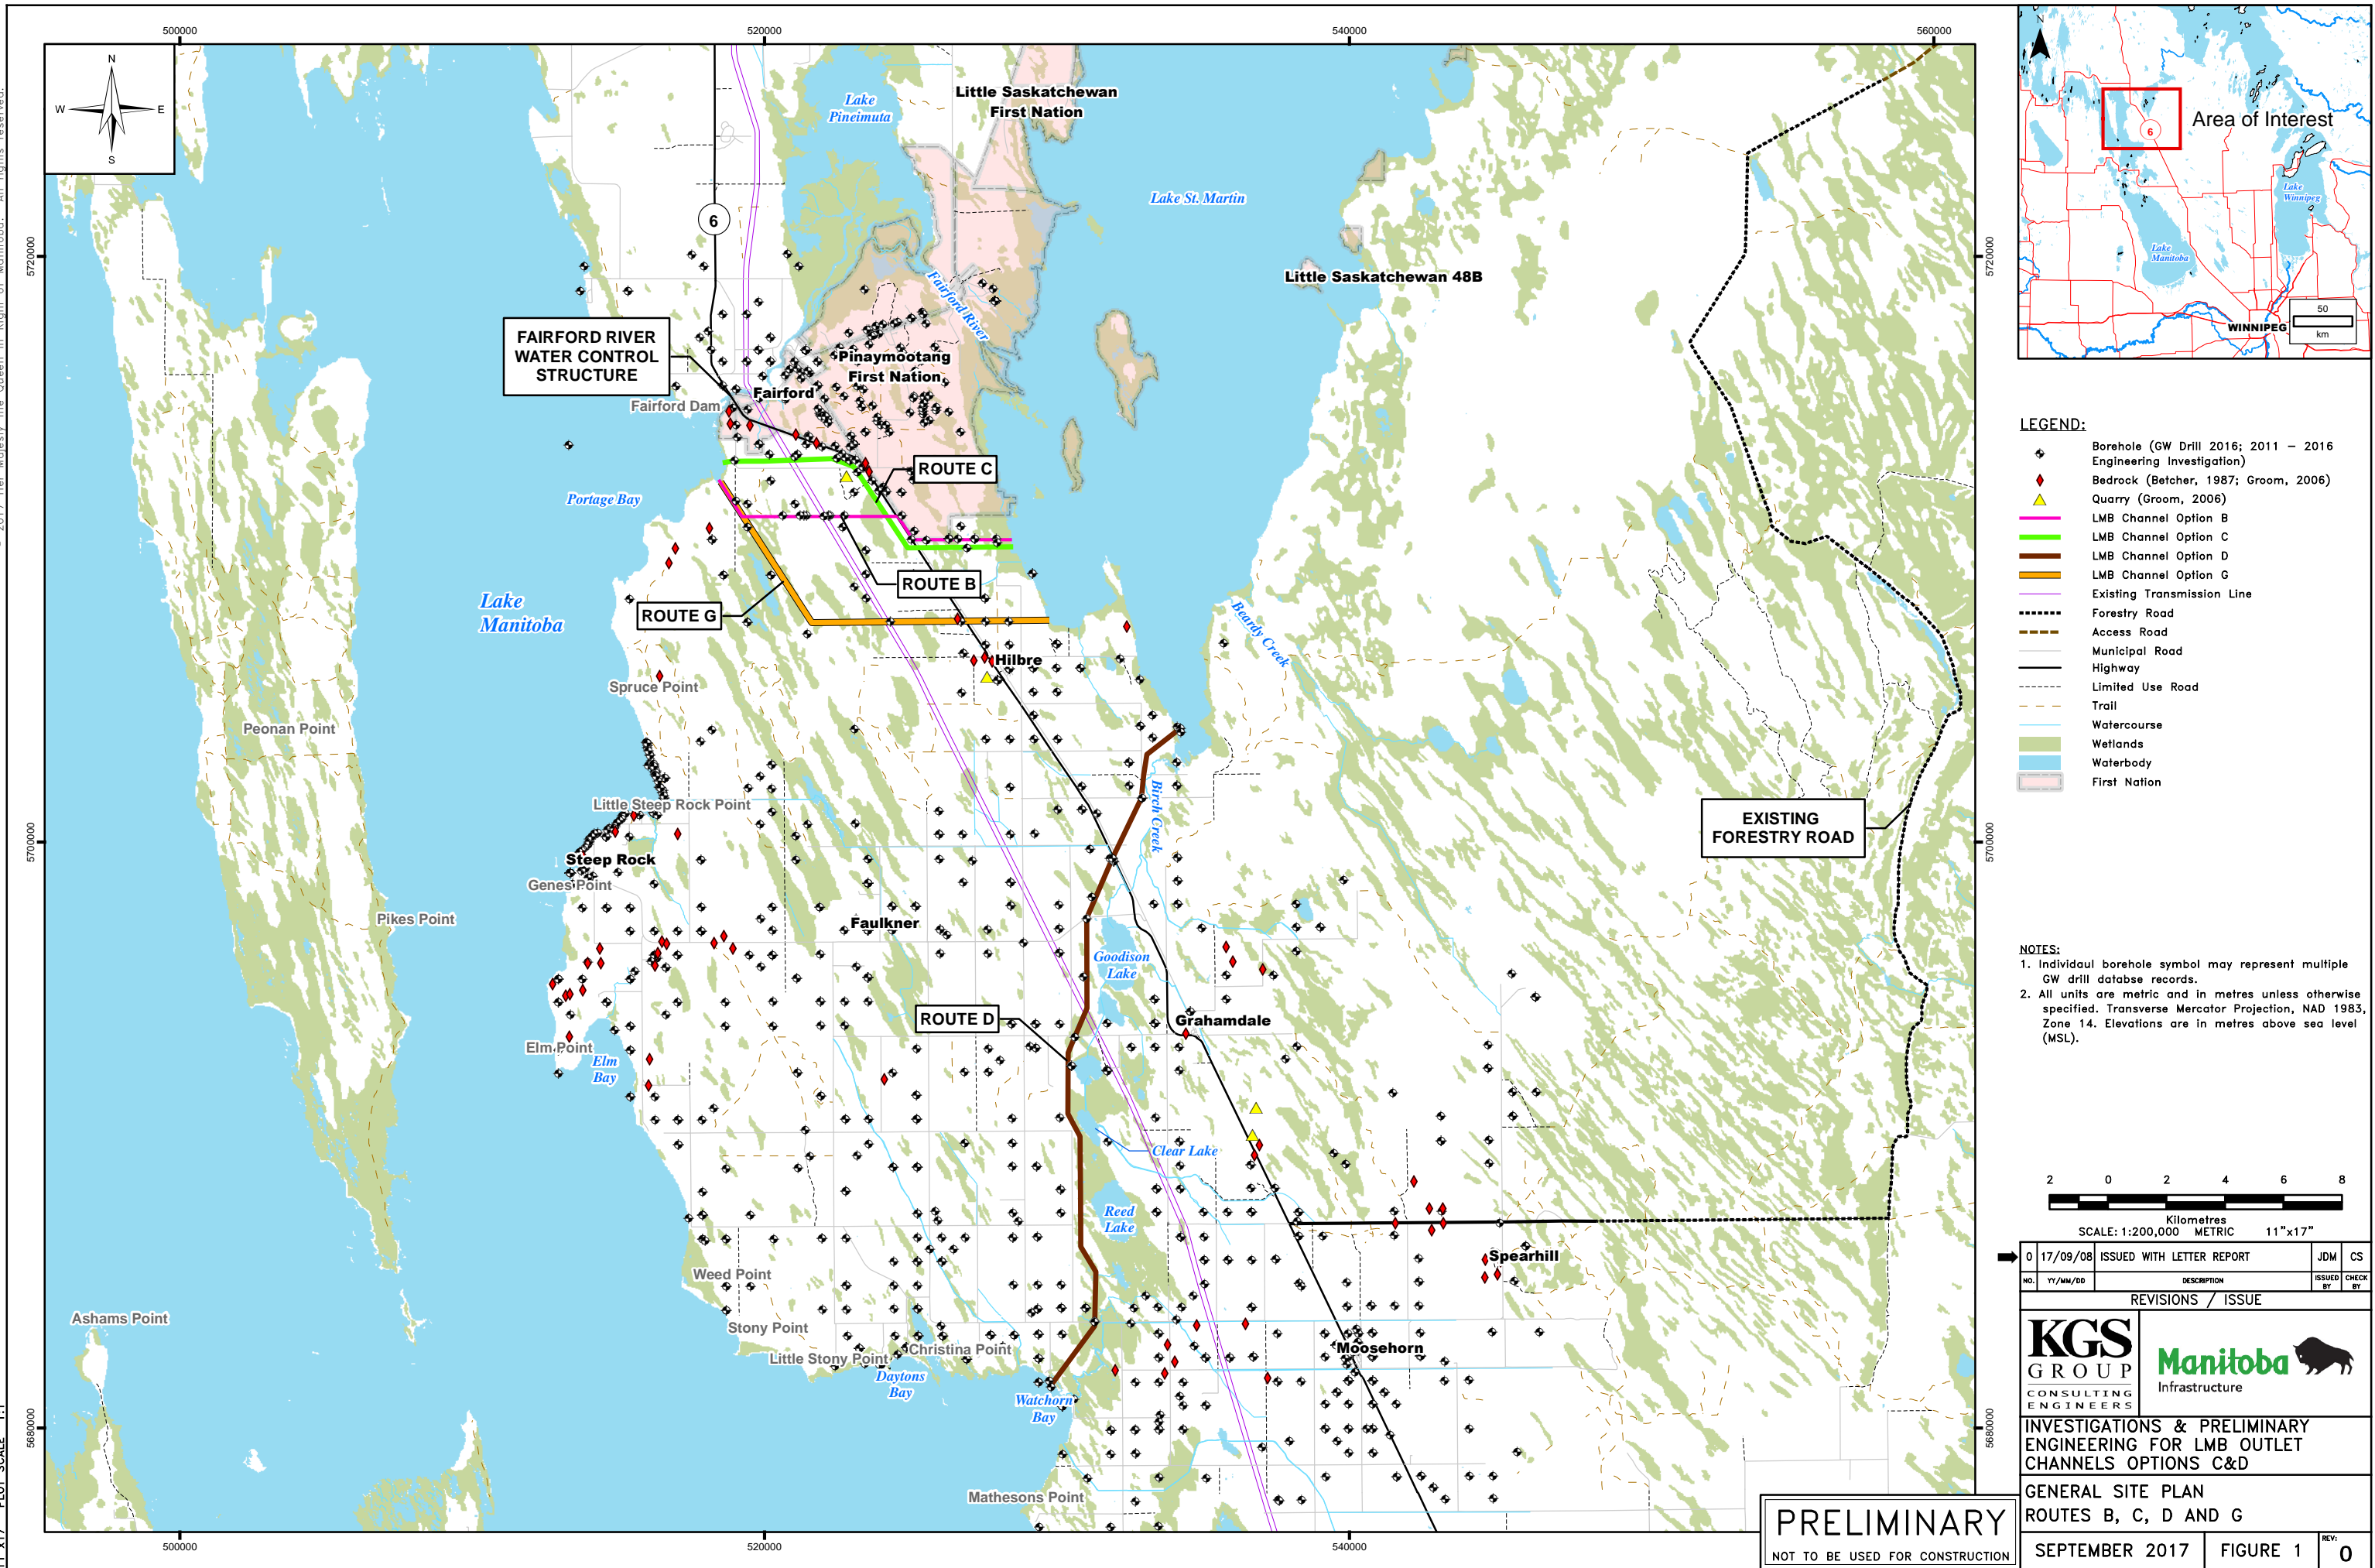 500000
520000
540000
560000
N
W
E
S
5720000
5700000
5680000
5720000
5700000
5680000
500000
520000
540000
6
Lake
Pineimuta
Little Saskatchewan
First Nation
Lake St. Martin
Little Saskatchewan 48B
Fairford River
FAIRFORD RIVER
WATER CONTROL
STRUCTURE
Pinaymootang
First Nation
Fairford
Fairford Dam
ROUTE C
Portage Bay
ROUTE B
ROUTE G
Lake
Manitoba
Beardy Creek
Hilbre
Spruce Point
Peonan Point
Birch Creek
Little Steep Rock Point
Steep Rock
Genes Point
EXISTING
FORESTRY ROAD
Pikes Point
Faulkner
Goodison
Lake
ROUTE D
Grahamdale
Elm Point
Elm
Bay
Clear Lake
Reed
Lake
Spearhill
Weed Point
Ashams Point
Stony Point
Little Stony Point
Christina Point
Moosehorn
Daytons
Bay
Watchorn
Bay
Mathesons Point
PRELIMINARY
NOT TO BE USED FOR CONSTRUCTION
N
Area of Interest
6
Lake
Winnipeg
Lake
Manitoba
WINNIPEG
50
km
LEGEND:
Borehole (GW Drill 2016; 2011 – 2016
Engineering Investigation)
Bedrock (Betcher, 1987; Groom, 2006)
Quarry (Groom, 2006)
LMB Channel Option B
LMB Channel Option C
LMB Channel Option D
LMB Channel Option G
Existing Transmission Line
Forestry Road
Access Road
Municipal Road
Highway
Limited Use Road
Trail
Watercourse
Wetlands
Waterbody
First Nation
NOTES:
1. Individaul borehole symbol may represent multiple
GW drill databse records.
2. All units are metric and in metres unless otherwise
specified. Transverse Mercator Projection, NAD 1983,
Zone 14. Elevations are in metres above sea level
(MSL).
2 0 2 4 6 8
Kilometres
SCALE: 1:200,000 METRIC 11"x17"
0 17/09/08 ISSUED WITH LETTER REPORT JDM CS
NO. YY/MM/DD DESCRIPTION ISSUED BY CHECK BY
REVISIONS / ISSUE
KGS
GROUP
CONSULTING
ENGINEERS
Manitoba
Infrastructure
INVESTIGATIONS & PRELIMINARY
ENGINEERING FOR LMB OUTLET
CHANNELS OPTIONS C&D
GENERAL SITE PLAN
ROUTES B, C, D AND G
SEPTEMBER 2017 FIGURE 1 REV: 0